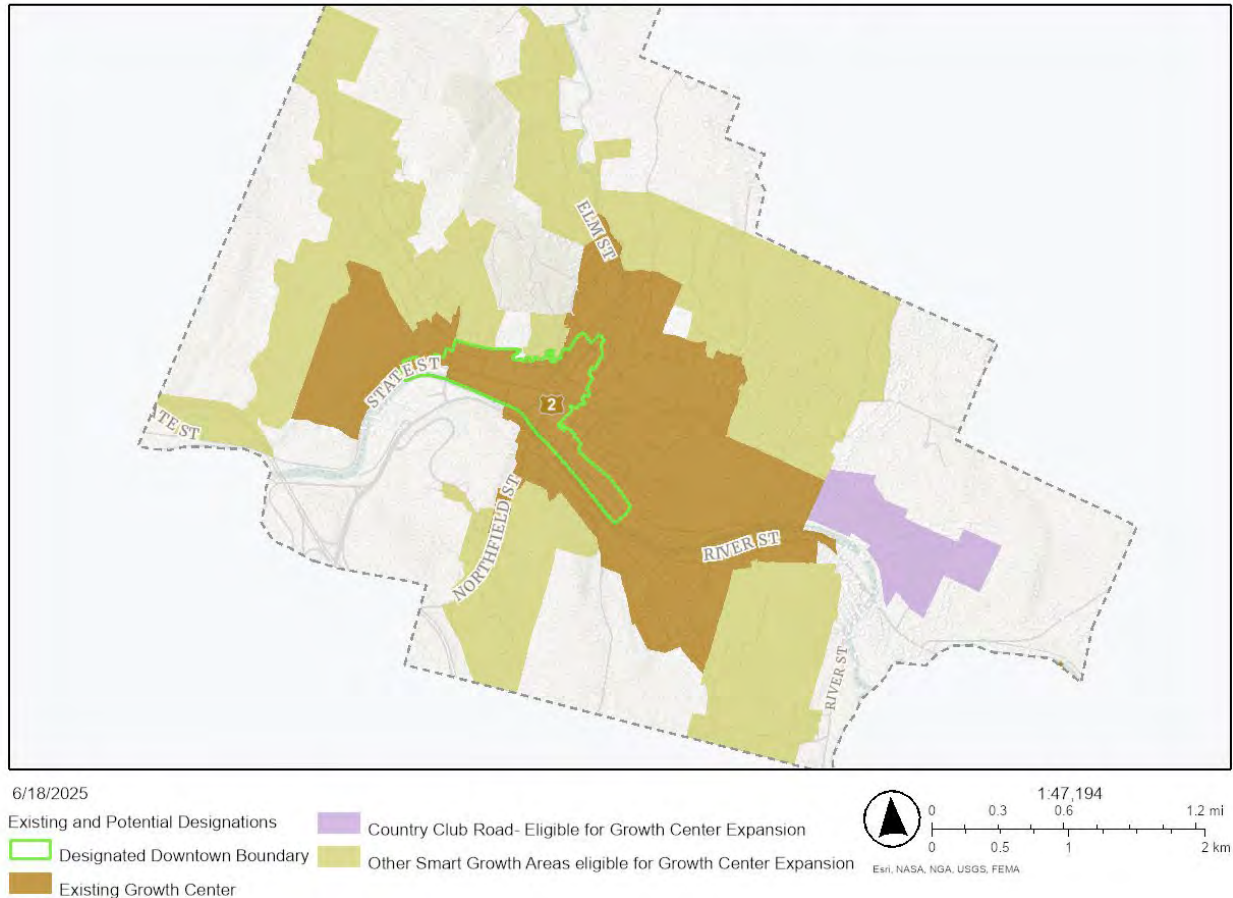 ELM ST
STATE ST
2
ATE ST
NORTHFIELD ST
RIVER ST
RIVER ST
6/18/2025
Existing and Potential Designations
Designated Downtown Boundary
Existing Growth Center
Country Club Road- Eligible for Growth Center Expansion
Other Smart Growth Areas eligible for Growth Center Expansion
1:47,194
0 0.3 0.6 1.2 mi
0 0.5 1 2 km
Esri, NASA, NGA, USGS, FEMA